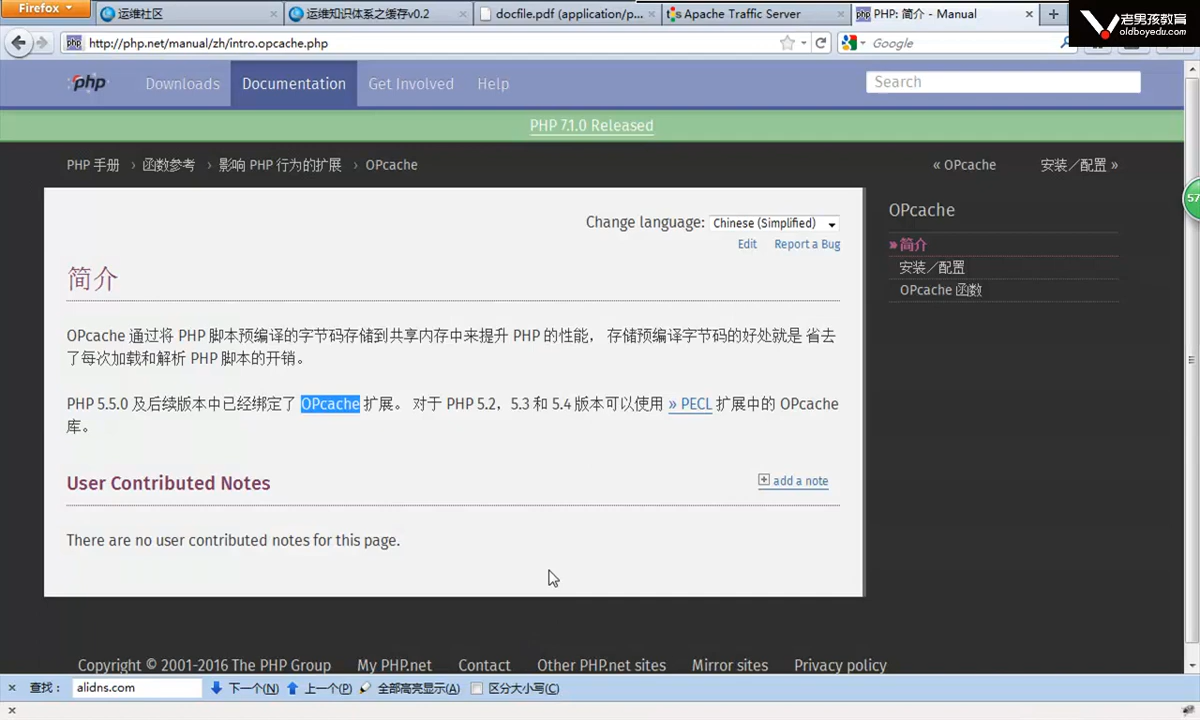 Firefox
运维社区
运维知识体系之缓存v0.2
docfile.pdf (application/p...
Apache Traffic Server
PHP: 简介 - Manual
老男孩教育
oldboyedu.com
http://php.net/manual/zh/intro.opcache.php
Google
php
Downloads
Documentation
Get Involved
Help
Search
PHP 7.1.0 Released
PHP 手册 › 函数参考 › 影响 PHP 行为的扩展 › OPcache
« OPcache
安装／配置 »
57
Change language: Chinese (Simplified)
Edit Report a Bug
简介
OPcache 通过将 PHP 脚本预编译的字节码存储到共享内存中来提升 PHP 的性能， 存储预编译字节码的好处就是 省去
了每次加载和解析 PHP 脚本的开销。
PHP 5.5.0 及后续版本中已经绑定了 OPcache 扩展。 对于 PHP 5.2，5.3 和 5.4 版本可以使用 » PECL 扩展中的 OPcache
库。
User Contributed Notes
add a note
There are no user contributed notes for this page.
OPcache
» 简介
安装／配置
OPcache 函数
Copyright © 2001-2016 The PHP Group
My PHP.net
Contact
Other PHP.net sites
Mirror sites
Privacy policy
× 查找： alidns.com 下一个(N) 上一个(P) 全部高亮显示(A) 区分大小写(C)
×